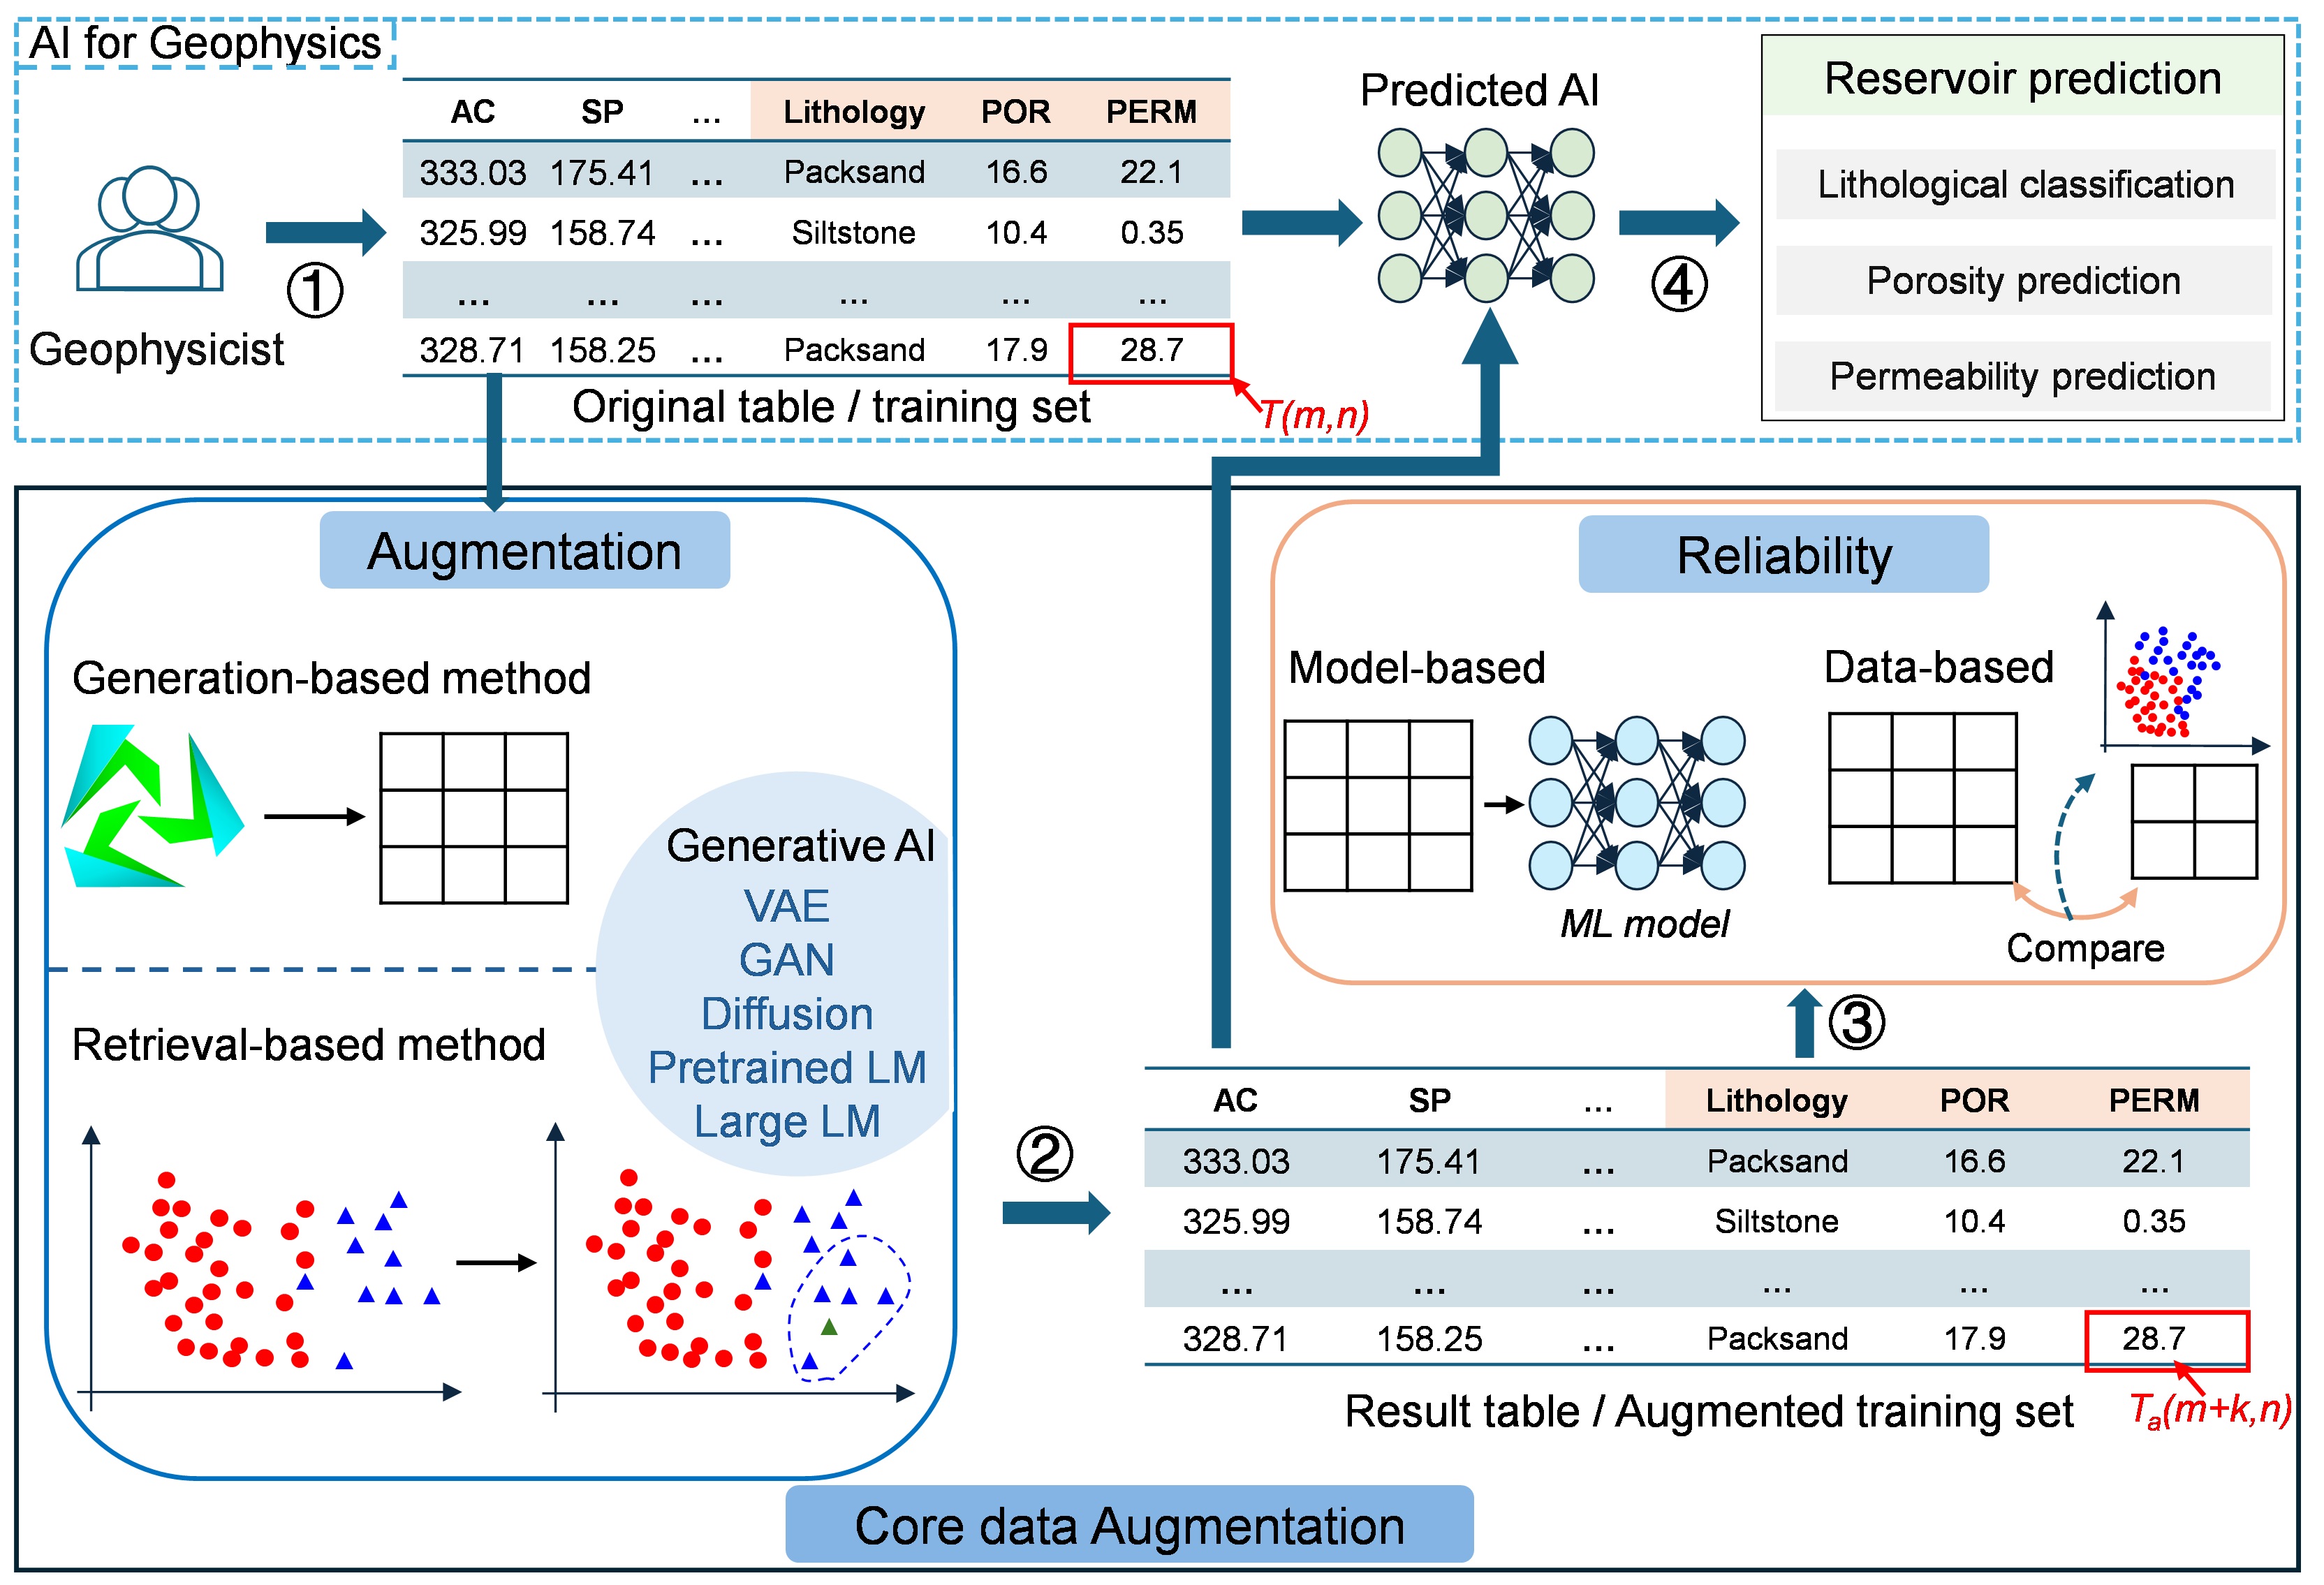 AI for Geophysics
Geophysicist
①
AC SP ... Lithology POR PERM
333.03 175.41 ... Packsand 16.6 22.1
325.99 158.74 ... Siltstone 10.4 0.35
... ... ... ... ... ...
328.71 158.25 ... Packsand 17.9 28.7
Original table / training set
T(m,n)
Predicted AI
④
Reservoir prediction
Lithological classification
Porosity prediction
Permeability prediction
Augmentation
Generation-based method
Generative AI
VAE
GAN
Diffusion
Pretrained LM
Large LM
Retrieval-based method
②
Reliability
Model-based
ML model
Data-based
Compare
③
AC SP ... Lithology POR PERM
333.03 175.41 ... Packsand 16.6 22.1
325.99 158.74 ... Siltstone 10.4 0.35
... ... ... ... ... ...
328.71 158.25 ... Packsand 17.9 28.7
Result table / Augmented training set
Ta(m+k,n)
Core data Augmentation